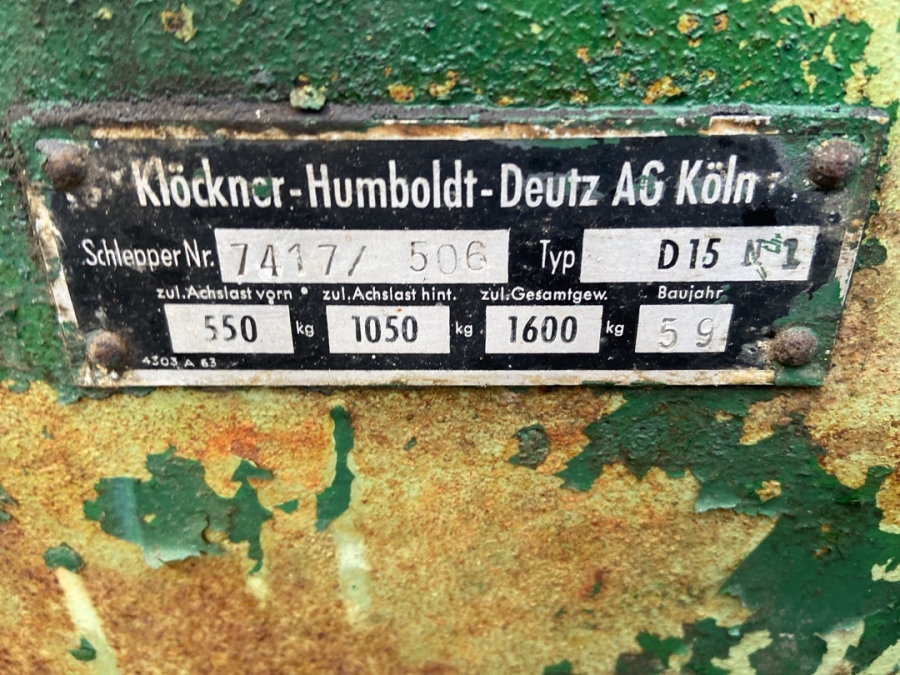 Klöckner-Humboldt-Deutz AG Köln
Schlepper Nr. 7417/ 506 Typ D15
zul. Achslast vorn zul. Achslast hint. zul. Gesamtgew. Baujahr
550 kg 1050 kg 1600 kg 59
4303 A 63